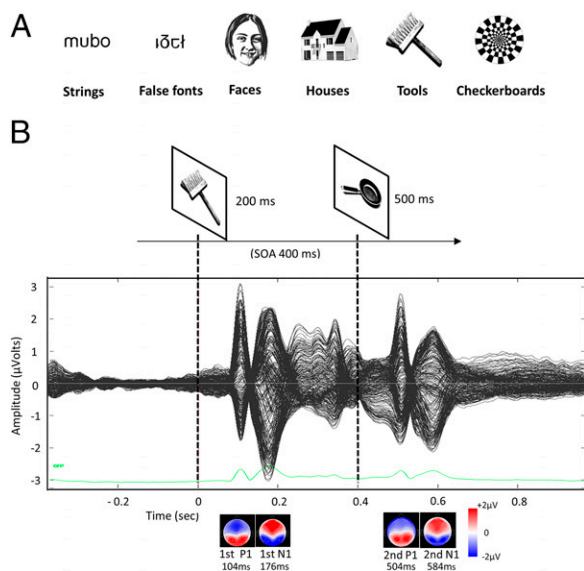 A
mubo
ıðtł
Strings
False fonts
Faces
Houses
Tools
Checkerboards
B
200 ms
500 ms
(SOA 400 ms)
Amplitude (µVolts)
3
2
1
0
-1
-2
-3
- 0.2
0
0.2
0.4
0.6
0.8
Time (sec)
1st P1
104ms
1st N1
176ms
2nd P1
504ms
2nd N1
584ms
+2µV
-2µV